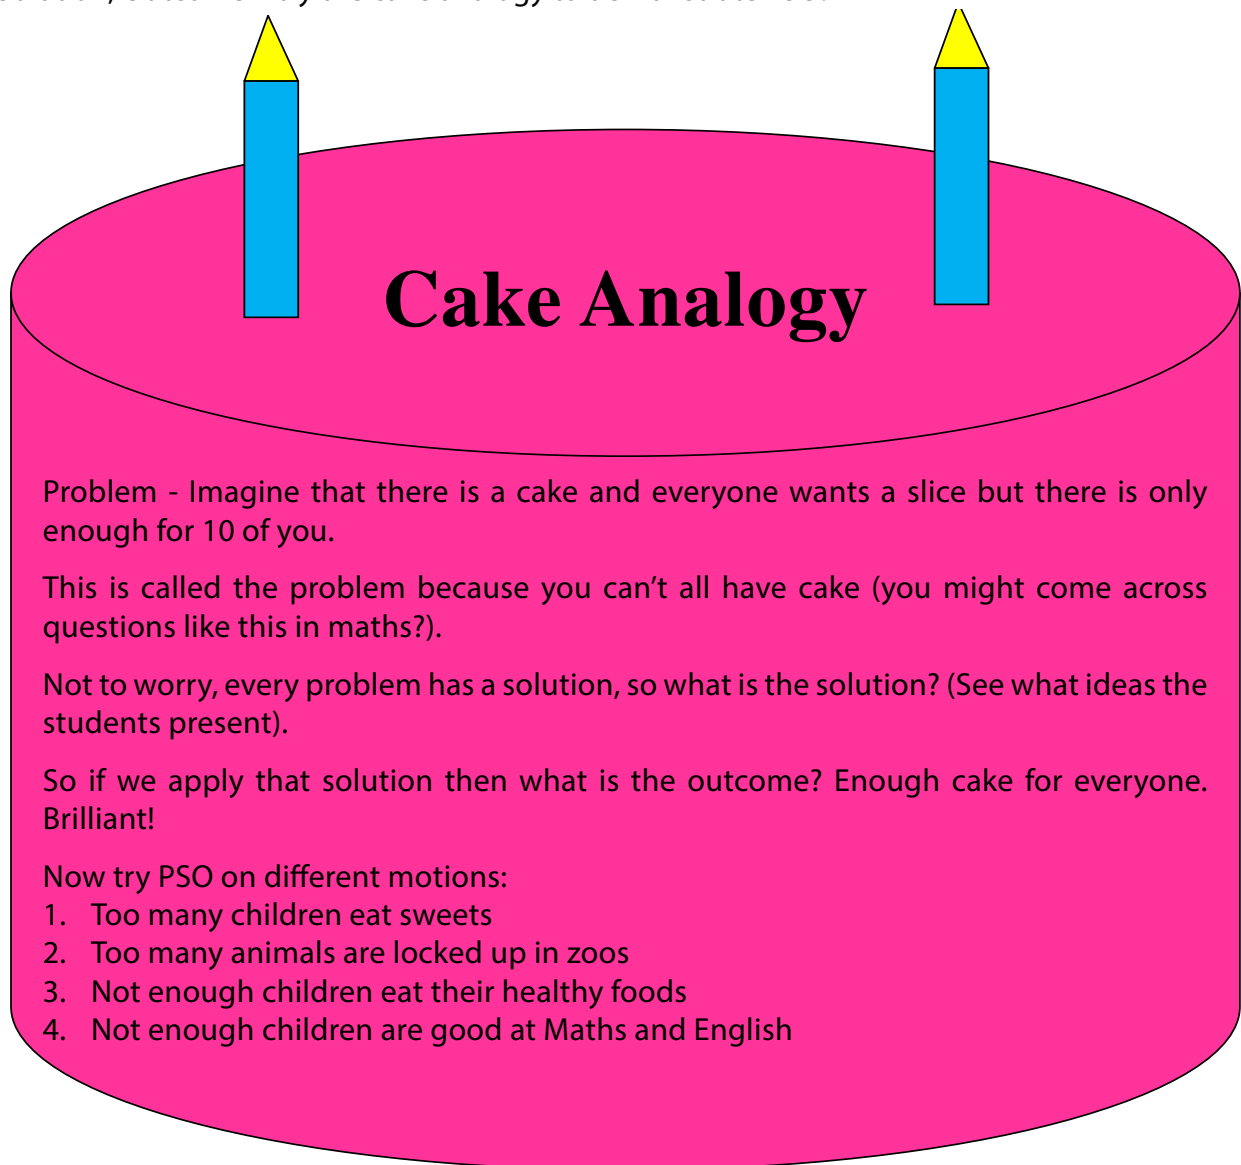 Cake Analogy
Problem - Imagine that there is a cake and everyone wants a slice but there is only
enough for 10 of you.
This is called the problem because you can't all have cake (you might come across
questions like this in maths?).
Not to worry, every problem has a solution, so what is the solution? (See what ideas the
students present).
So if we apply that solution then what is the outcome? Enough cake for everyone.
Brilliant!
Now try PSO on different motions:
1. Too many children eat sweets
2. Too many animals are locked up in zoos
3. Not enough children eat their healthy foods
4. Not enough children are good at Maths and English